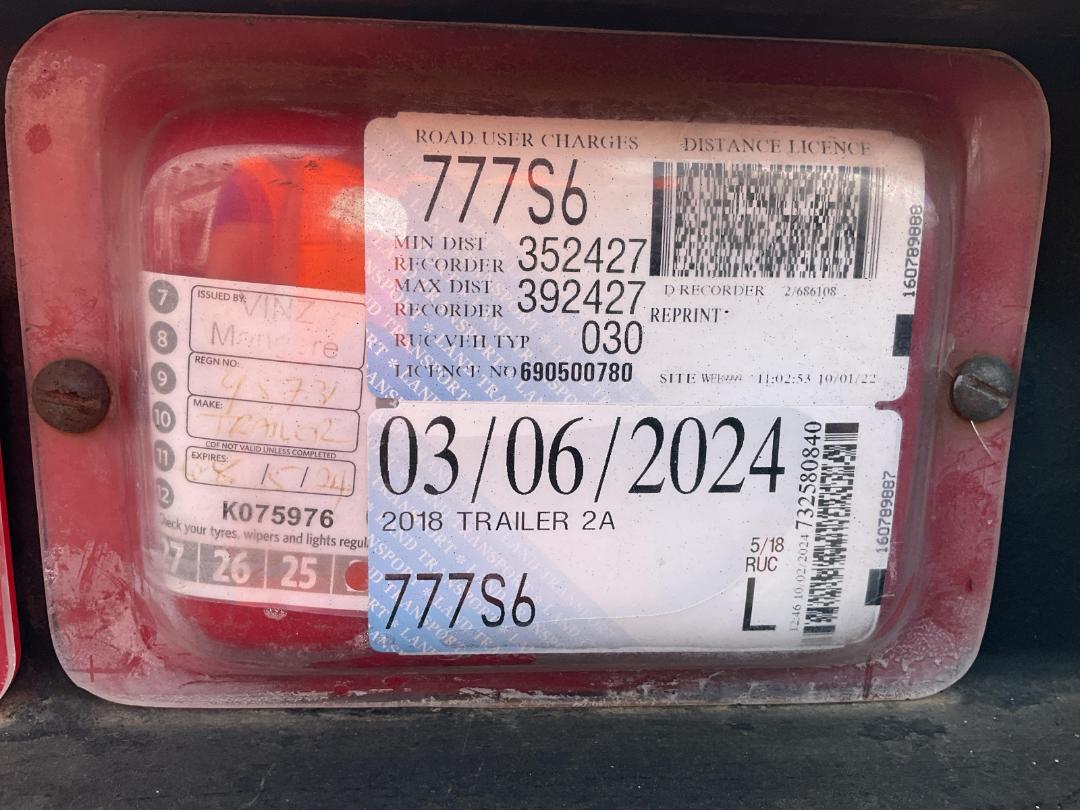 ROAD USER CHARGES DISTANCE LICENCE
777S6
MIN DIST
RECORDER 352427
MAX DIST
RECORDER 392427
RUC VEH TYP 030
LICENCE NO 690500780
D RECORDER 2/686108
REPRINT
SITE WEB9999 11:02:53 10/01/22
160789888
03/06/2024
2018 TRAILER 2A
777S6
5/18
RUC
L
12:46 10/02/2024 732580840
160789887
7
8
9
10
11
12
ISSUED BY:
VINZ
REGN NO:
MAKE:
TRAILER
COF NOT VALID UNLESS COMPLETED
EXPIRES:
K075976
Check your tyres, wipers and lights regul
27 26 25